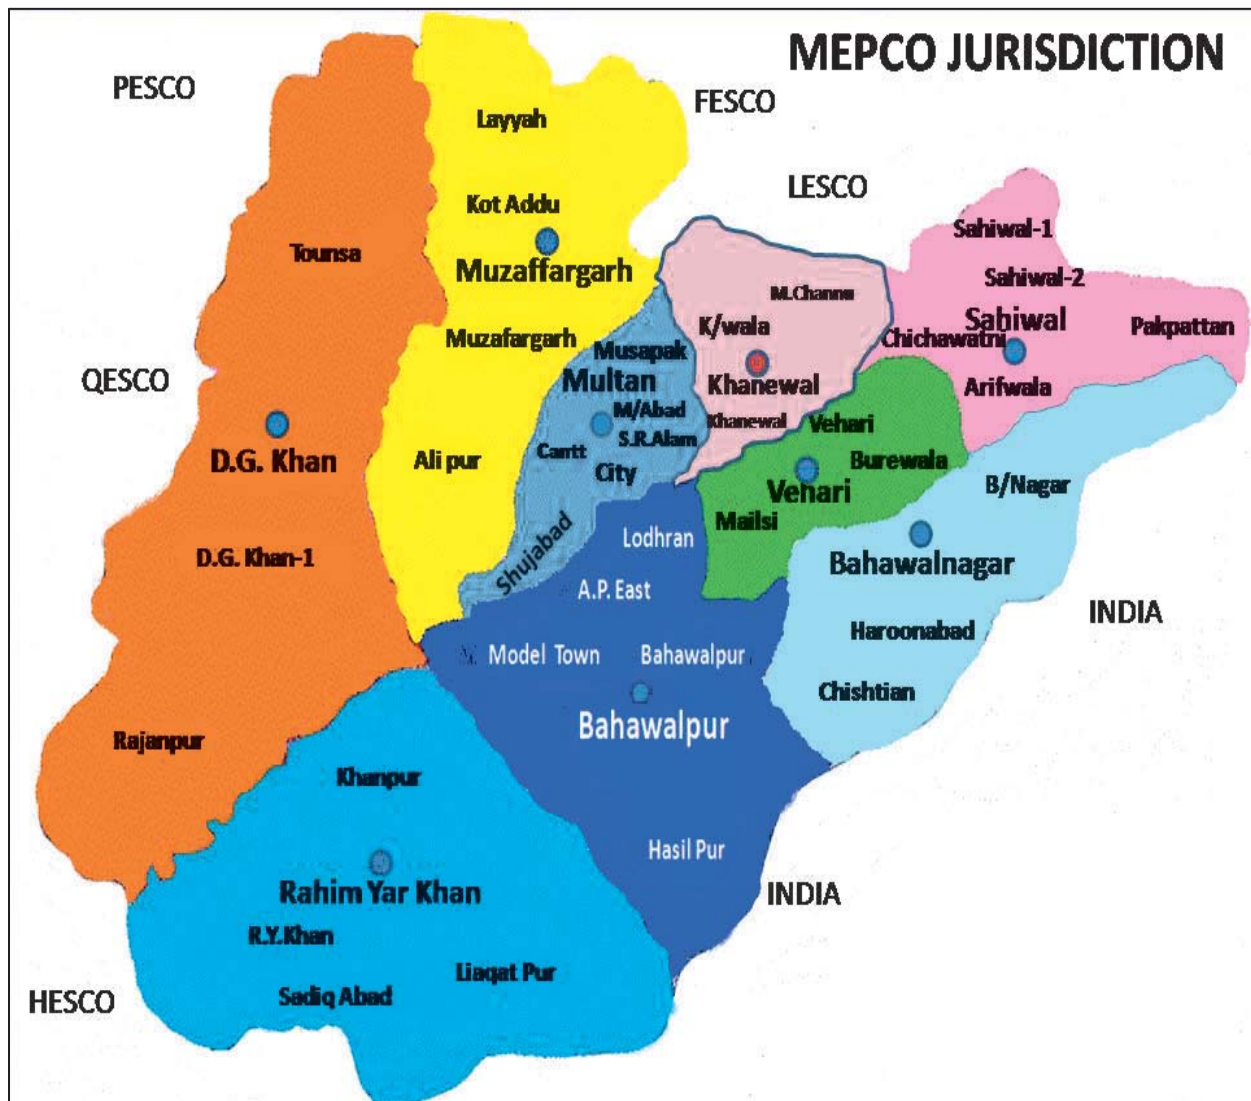 MEPCO JURISDICTION
PESCO
FESCO
LESCO
QESCO
HESCO
INDIA
INDIA
Tounsa
D.G. Khan
D.G. Khan-1
Rajanpur
Layyah
Kot Addu
Muzaffargarh
Muzafargarh
Ali pur
Musapak
Multan
M/Abad
S.R.Alam
Cantt
City
Shujabad
M.Channu
K/wala
Khanewal
Khanewal
Sahiwal-1
Sahiwal-2
Sahiwal
Chichawatni
Pakpattan
Arifwala
Vehari
Burewala
Vehari
Mailsi
B/Nagar
Bahawalnagar
Haroonabad
Chishtian
Lodhran
A.P. East
Model Town
Bahawalpur
Bahawalpur
Hasil Pur
Khanpur
Rahim Yar Khan
R.Y.Khan
Liaqat Pur
Sadiq Abad